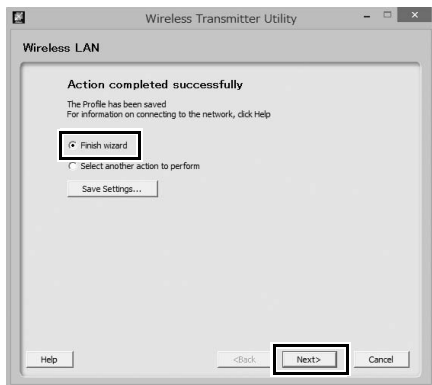 Wireless Transmitter Utility
Wireless LAN
Action completed successfully
The Profile has been saved
For information on connecting to the network, click Help
Finish wizard
Select another action to perform
Save Settings...
Help
<Back
Next>
Cancel